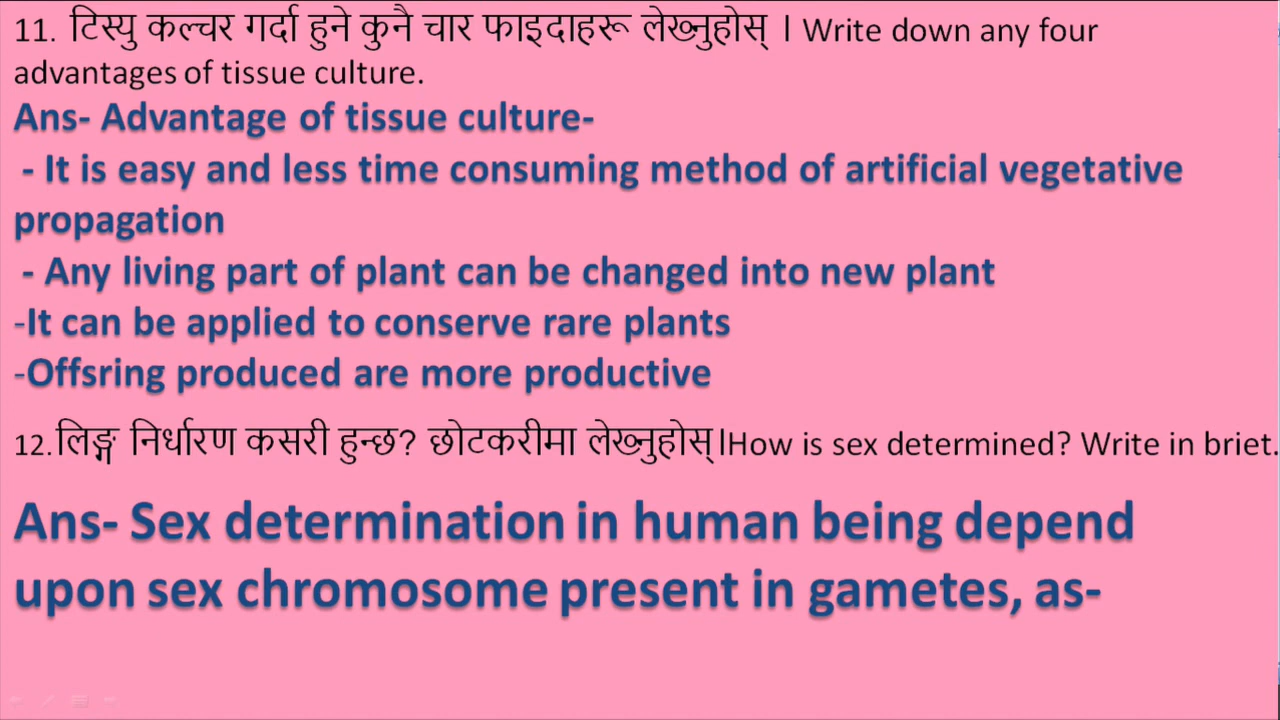 11. टिस्यु कल्चर गर्दा हुने कुनै चार फाइदाहरू लेख्नुहोस् । Write down any four
advantages of tissue culture.
Ans- Advantage of tissue culture-
- It is easy and less time consuming method of artificial vegetative
propagation
- Any living part of plant can be changed into new plant
-It can be applied to conserve rare plants
-Offsring produced are more productive
12.लिङ्ग निर्धारण कसरी हुन्छ? छोटकरीमा लेख्नुहोस्।How is sex determined? Write in briet.
Ans- Sex determination in human being depend
upon sex chromosome present in gametes, as-